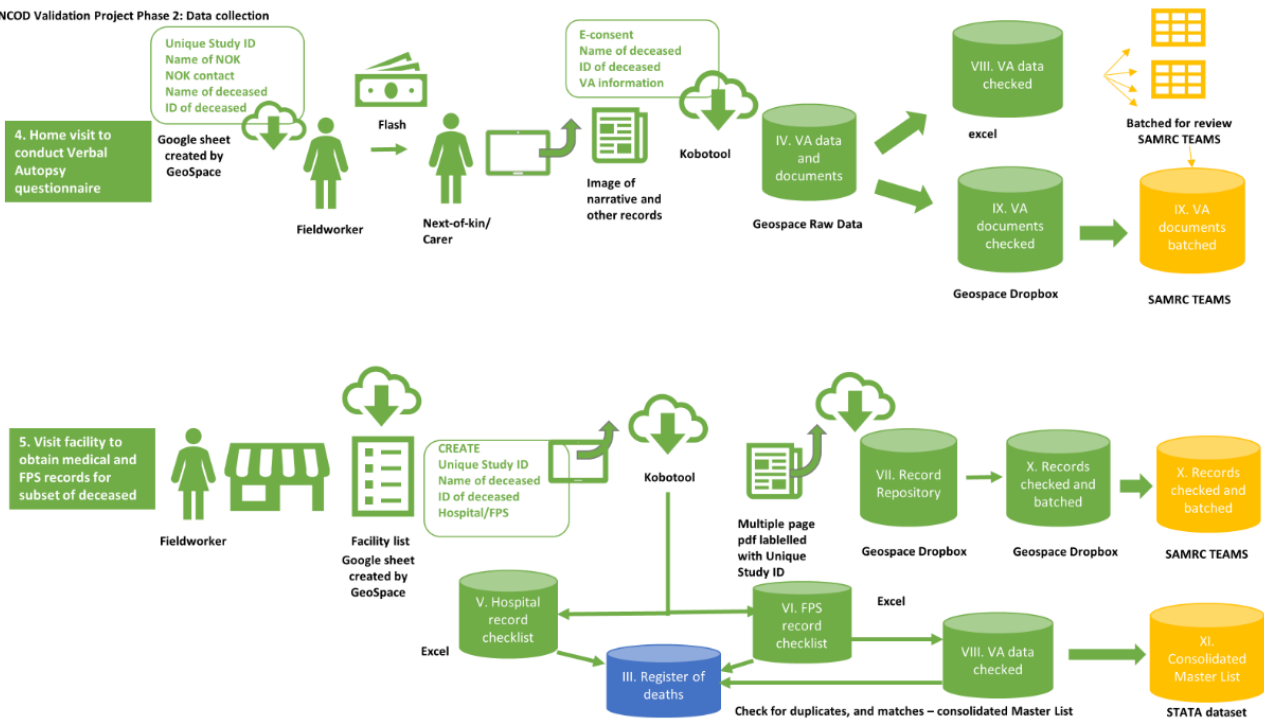 NCOD Validation Project Phase 2: Data collection
Unique Study ID
Name of NOK
NOK contact
Name of deceased
ID of deceased
E-consent
Name of deceased
ID of deceased
VA information
4. Home visit to
conduct Verbal
Autopsy
questionnaire
Google sheet
created by
GeoSpace
Fieldworker
Flash
Next-of-kin/
Carer
Image of
narrative and
other records
Kobotool
IV. VA data
and
documents
Geospace Raw Data
VIII. VA data
checked
excel
Batched for review
SAMRC TEAMS
IX. VA
documents
checked
Geospace Dropbox
IX. VA
documents
batched
SAMRC TEAMS
5. Visit facility to
obtain medical and
FPS records for
subset of deceased
Fieldworker
Facility list
Google sheet
created by
GeoSpace
CREATE
Unique Study ID
Name of deceased
ID of deceased
Hospital/FPS
Kobotool
Multiple page
pdf lablelled
with Unique
Study ID
VII. Record
Repository
Geospace Dropbox
X. Records
checked and
batched
Geospace Dropbox
X. Records
checked and
batched
SAMRC TEAMS
V. Hospital
record
checklist
Excel
VI. FPS
record
checklist
Excel
III. Register of
deaths
VIII. VA data
checked
Check for duplicates, and matches – consolidated Master List
XI.
Consolidated
Master List
STATA dataset